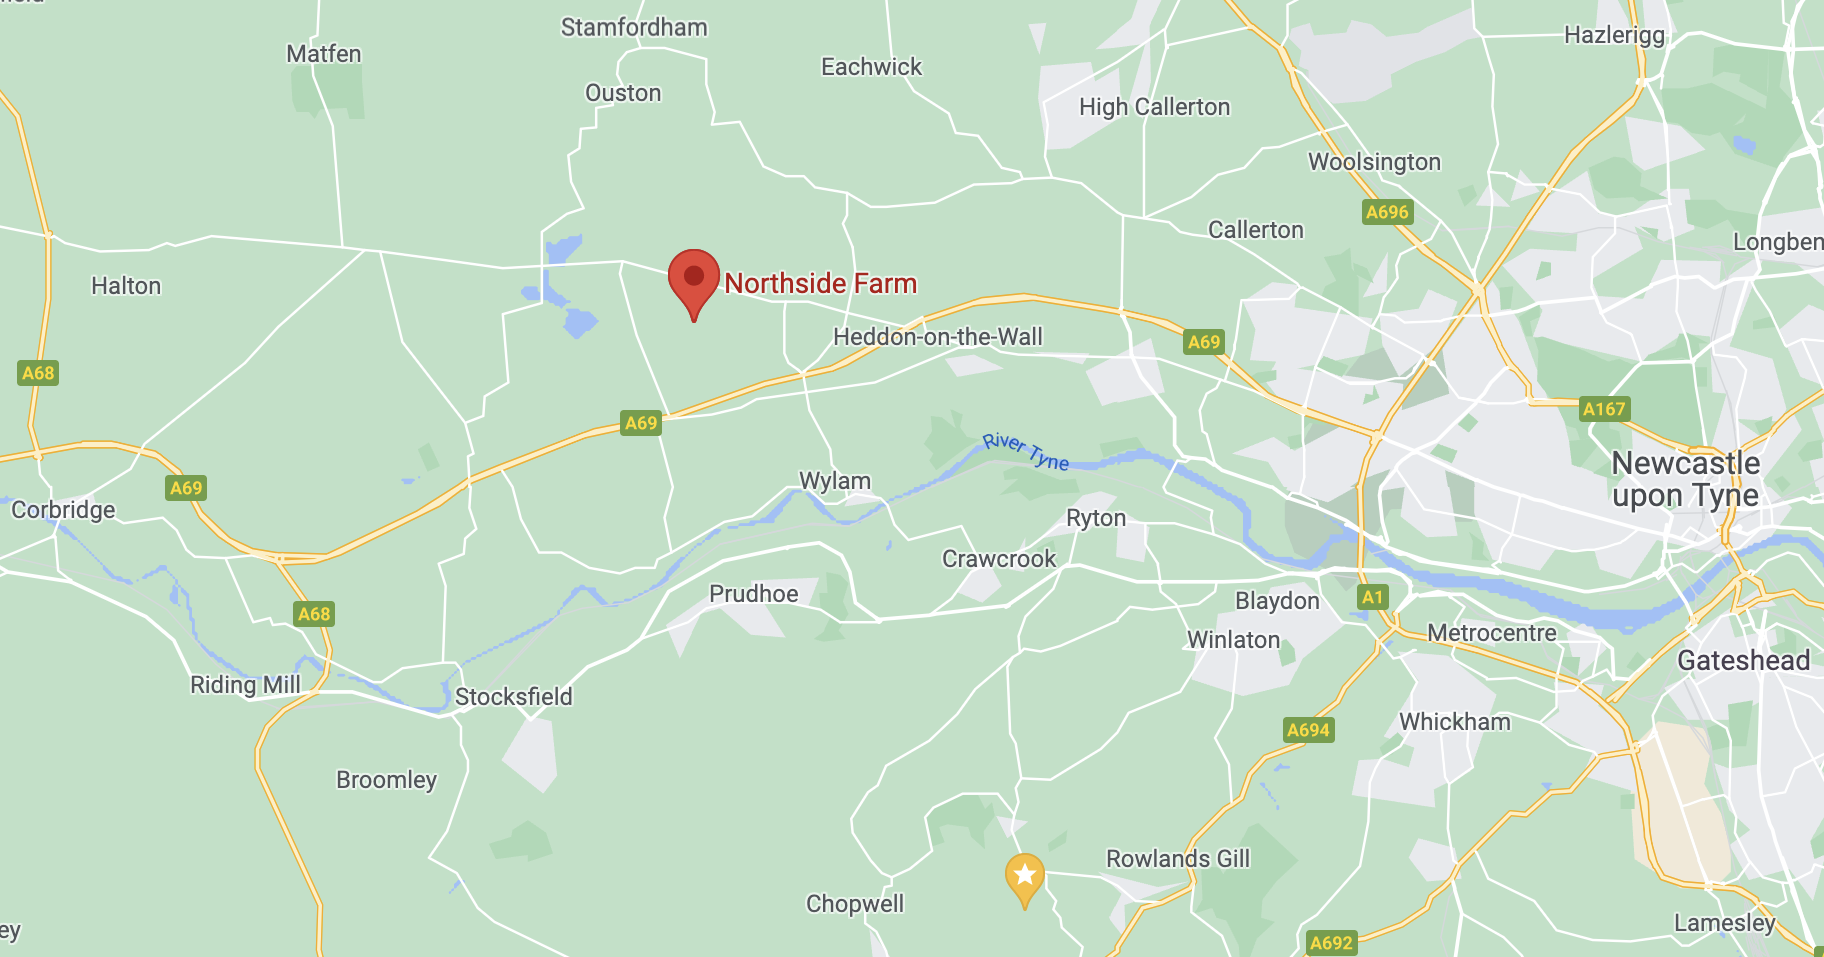 Stamfordham
Hazlerigg
Matfen
Eachwick
Ouston
High Callerton
Woolsington
A696
Callerton
Longben
Halton
Northside Farm
Heddon-on-the-Wall
A69
A68
A167
A69
River Tyne
Newcastle
upon Tyne
Wylam
A69
Corbridge
Ryton
Crawcrook
Prudhoe
A1
Blaydon
A68
Metrocentre
Winlaton
Gateshead
Riding Mill
Stocksfield
Whickham
A694
Broomley
Rowlands Gill
Chopwell
Lamesley
ey
A692